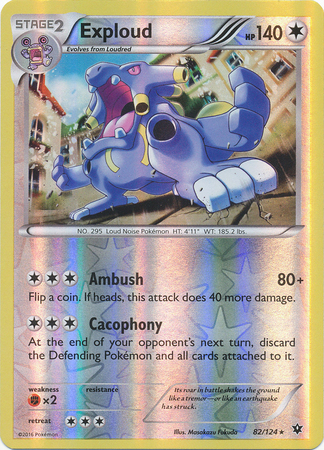 STAGE2 Exploud HP140
Evolves from Loudred
NO. 295 Loud Noise Pokémon HT: 4'11" WT: 185.2 lbs.
Ambush 80+
Flip a coin. If heads, this attack does 40 more damage.
Cacophony
At the end of your opponent's next turn, discard
the Defending Pokémon and all cards attached to it.
weakness resistance
×2
Its roar in battle shakes the ground
like a tremor—or like an earthquake
has struck.
retreat
©2016 Pokémon
Illus. Masakazu Fukuda
82/124